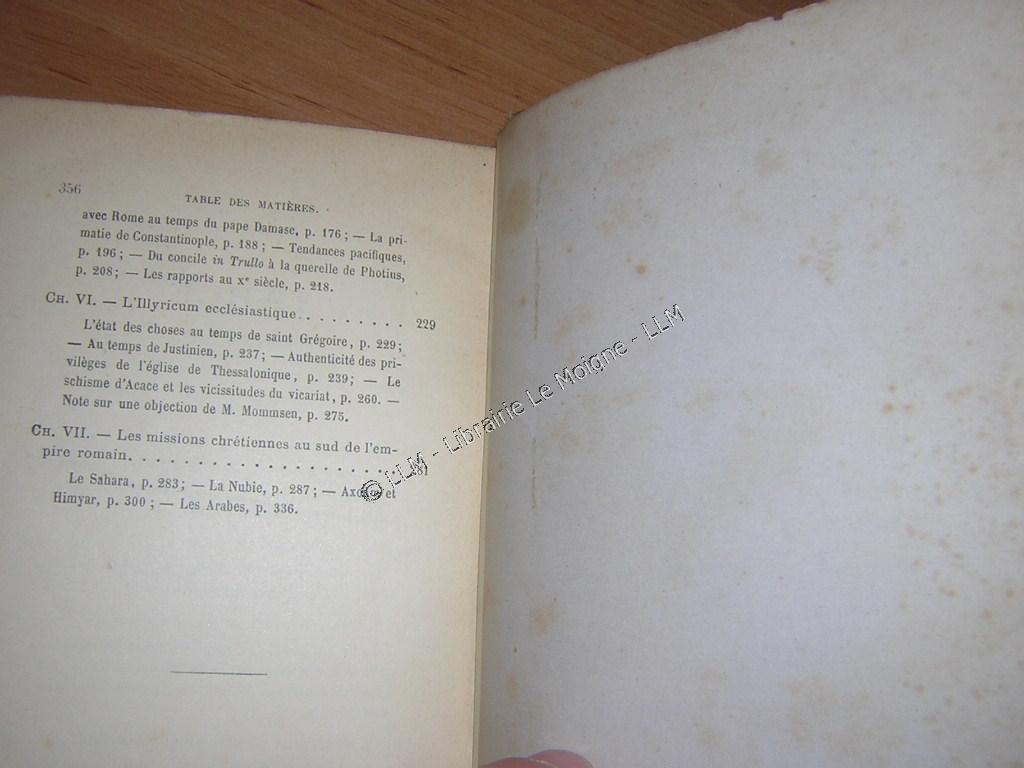 356
TABLE DES MATIÈRES.
avec Rome au temps du pape Damase, p. 176 ; — La pri-
matie de Constantinople, p. 188 ; — Tendances pacifiques,
p. 196 ; — Du concile in Trullo à la querelle de Photius,
p. 208 ; — Les rapports au xe siècle, p. 218.
CH. VI. — L'Illyricum ecclésiastique . . . . . . . . . 229
L'état des choses au temps de saint Grégoire, p. 229 ;
— Au temps de Justinien, p. 237 ; — Authenticité des pri-
vilèges de l'église de Thessalonique, p. 239 ; — Le
schisme d'Acace et les vicissitudes du vicariat, p. 260. —
Note sur une objection de M. Mommsen, p. 275.
CH. VII. — Les missions chrétiennes au sud de l'em-
pire romain. . . . . . . . . . . . . . . . . . . 281
Le Sahara, p. 283 ; — La Nubie, p. 287 ; — Axoum et
Himyar, p. 300 ; — Les Arabes, p. 336.
© LLM - Librairie Le Moigne - LLM